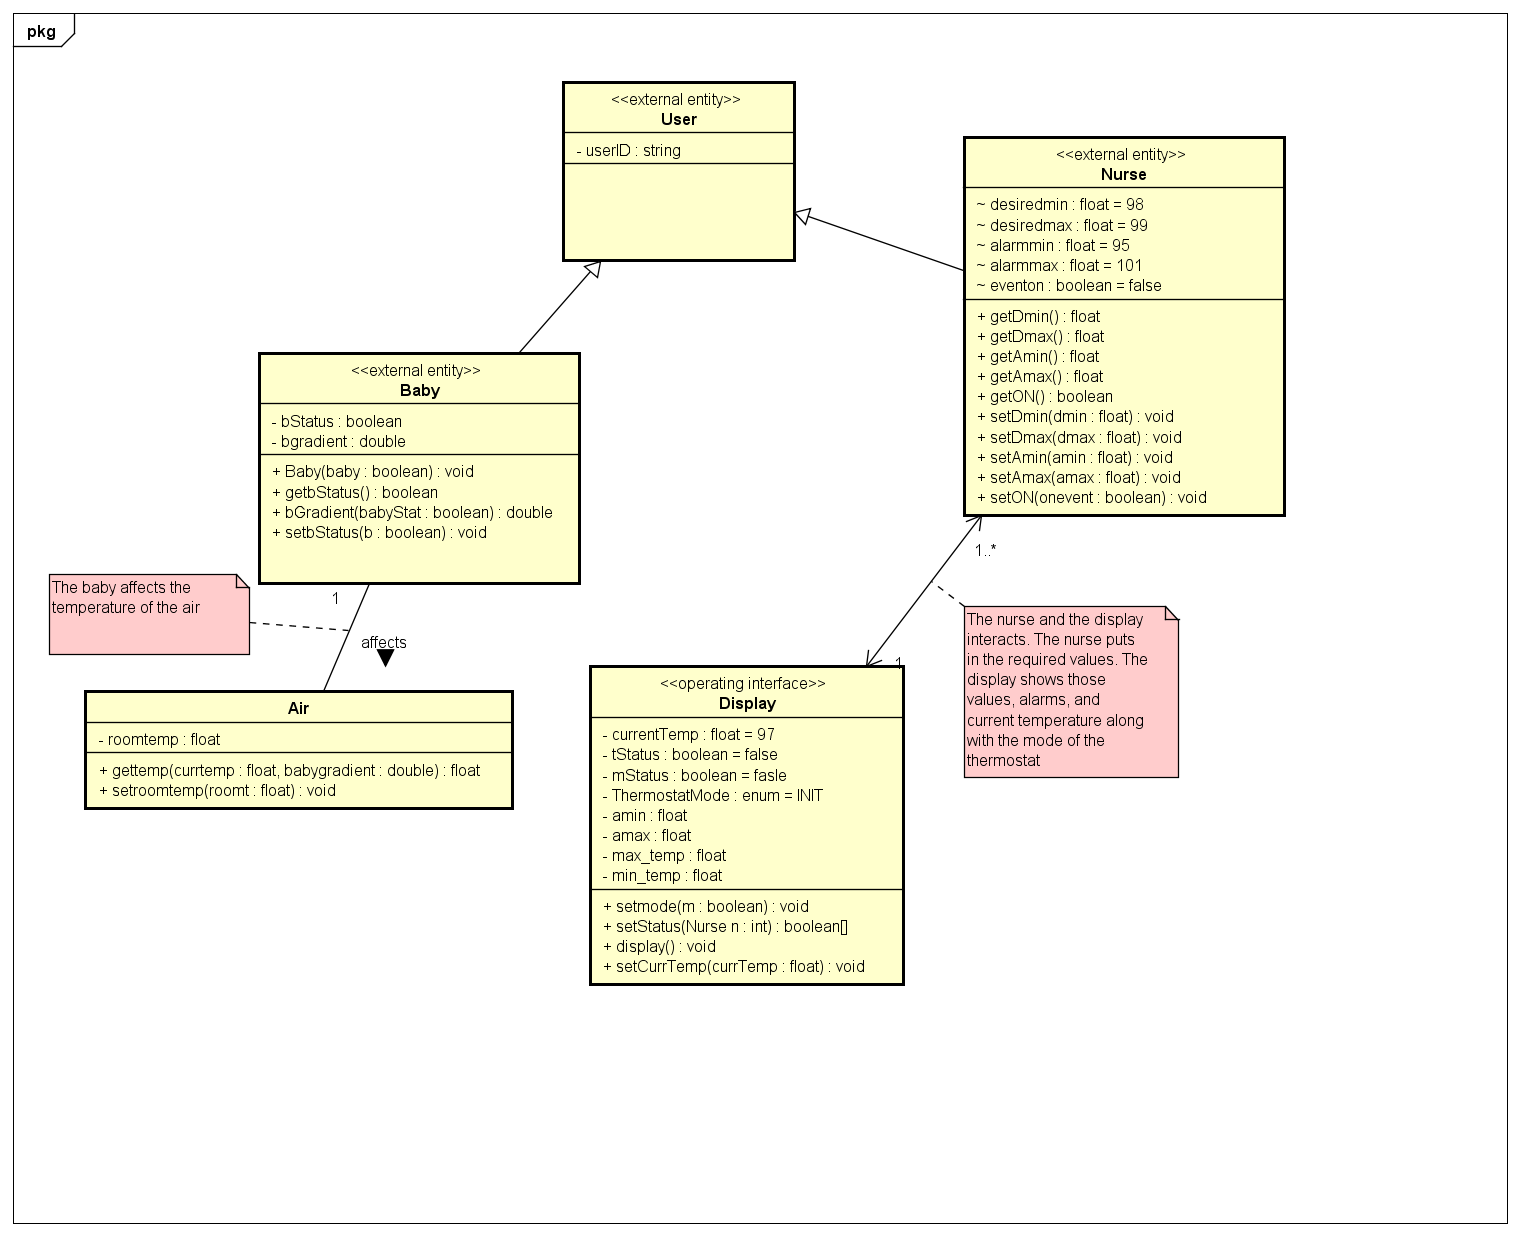 pkg
<<external entity>>
User
- userID : string
<<external entity>>
Nurse
~ desiredmin : float = 98
~ desiredmax : float = 99
~ alarmmin : float = 95
~ alarmmax : float = 101
~ eventon : boolean = false
+ getDmin() : float
+ getDmax() : float
+ getAmin() : float
+ getAmax() : float
+ getON() : boolean
+ setDmin(dmin : float) : void
+ setDmax(dmax : float) : void
+ setAmin(amin : float) : void
+ setAmax(amax : float) : void
+ setON(onevent : boolean) : void
<<external entity>>
Baby
- bStatus : boolean
- bgradient : double
+ Baby(baby : boolean) : void
+ getbStatus() : boolean
+ bGradient(babyStat : boolean) : double
+ setbStatus(b : boolean) : void
The baby affects the
temperature of the air
1
affects
1..*
1
The nurse and the display
interacts. The nurse puts
in the required values. The
display shows those
values, alarms, and
current temperature along
with the mode of the
thermostat
Air
- roomtemp : float
+ gettemp(currtemp : float, babygradient : double) : float
+ setroomtemp(roomt : float) : void
<<operating interface>>
Display
- currentTemp : float = 97
- tStatus : boolean = false
- mStatus : boolean = fasle
- ThermostatMode : enum = INIT
- amin : float
- amax : float
- max_temp : float
- min_temp : float
+ setmode(m : boolean) : void
+ setStatus(Nurse n : int) : boolean[]
+ display() : void
+ setCurrTemp(currTemp : float) : void